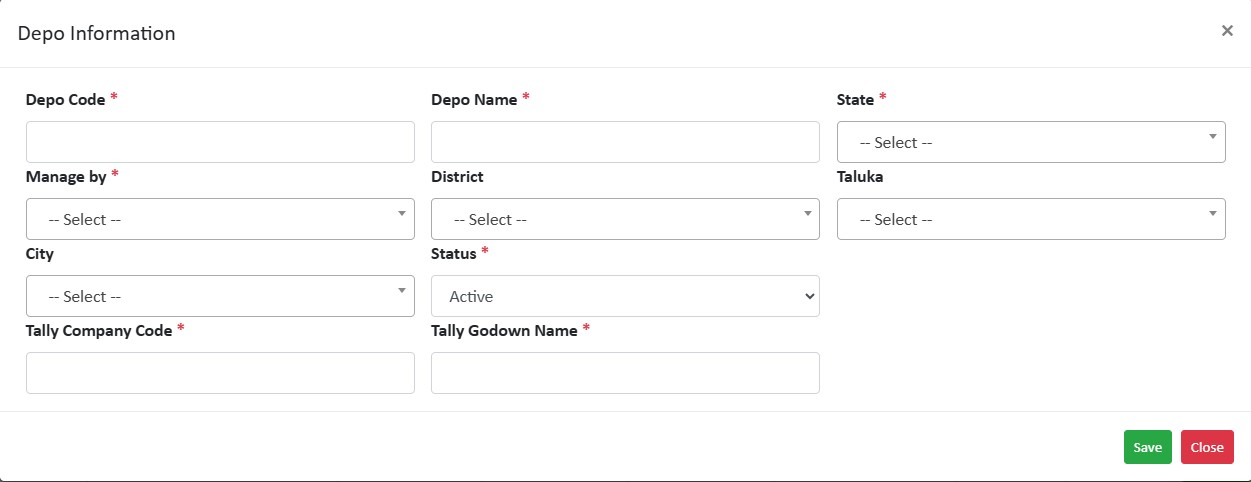 Depo Information ×
Depo Code * Depo Name * State *
-- Select --
Manage by * District Taluka
-- Select -- -- Select -- -- Select --
City Status *
-- Select -- Active
Tally Company Code * Tally Godown Name *
Save Close